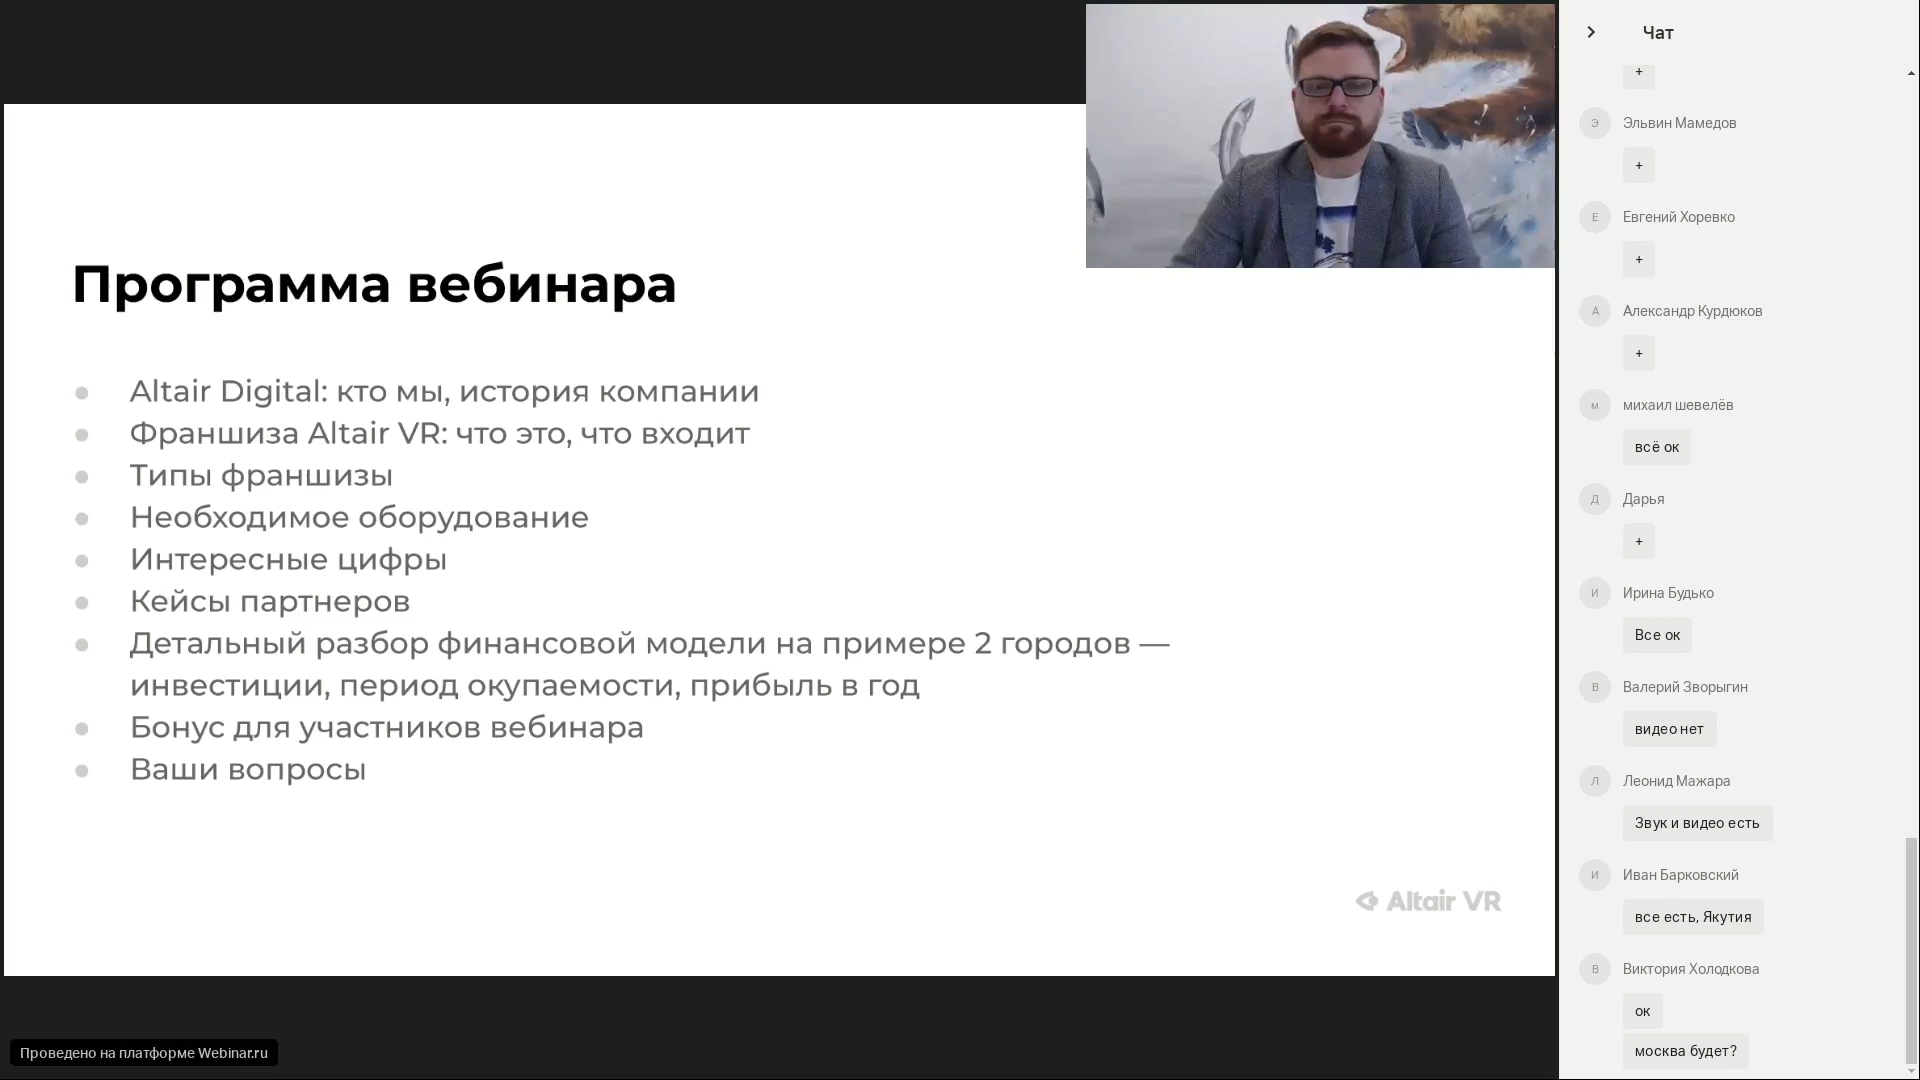 Программа вебинара
Altair Digital: кто мы, история компании
Франшиза Altair VR: что это, что входит
Типы франшизы
Необходимое оборудование
Интересные цифры
Кейсы партнеров
Детальный разбор финансовой модели на примере 2 городов —
инвестиции, период окупаемости, прибыль в год
Бонус для участников вебинара
Ваши вопросы
Altair VR
Проведено на платформе Webinar.ru
Чат
+
Э
Эльвин Мамедов
+
Е
Евгений Хоревко
+
А
Александр Курдюков
+
м
михаил шевелёв
всё ок
Д
Дарья
+
И
Ирина Будько
Все ок
В
Валерий Зворыгин
видео нет
Л
Леонид Мажара
Звук и видео есть
И
Иван Барковский
все есть, Якутия
В
Виктория Холодкова
ок
москва будет?